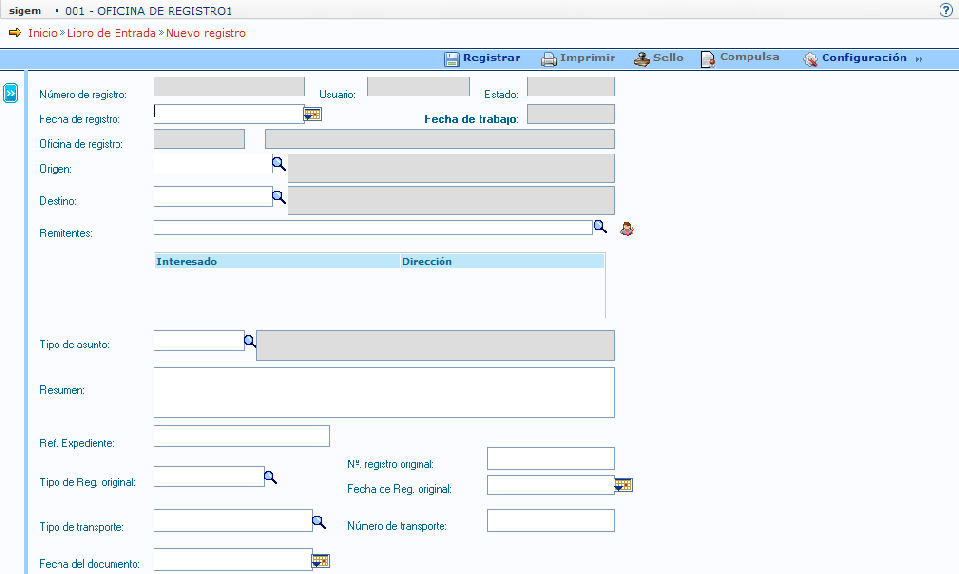 sigem • 001 - OFICINA DE REGISTRO1
Inicio » Libro de Entrada » Nuevo registro
Registrar Imprimir Sello Compulsa Configuración »
Número de registro: Usuario: Estado:
Fecha de registro: Fecha de trabajo:
Oficina de registro:
Origen:
Destino:
Remitentes:
Interesado Dirección
Tipo de asunto:
Resumen:
Ref. Expediente:
Nº. registro original:
Tipo de Reg. original:
Fecha de Reg. original:
Tipo de transporte: Número de transporte:
Fecha del documento: